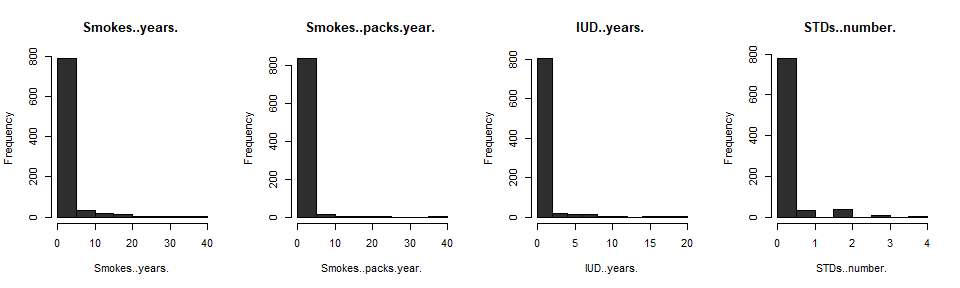 Smokes..years.
Frequency
0 200 400 600 800
0 10 20 30 40
Smokes..years.
Smokes..packs.year.
Frequency
0 200 400 600 800
0 10 20 30 40
Smokes..packs.year.
IUD..years.
Frequency
0 200 400 600 800
0 5 10 15 20
IUD..years.
STDs..number.
Frequency
0 200 400 600 800
0 1 2 3 4
STDs..number.